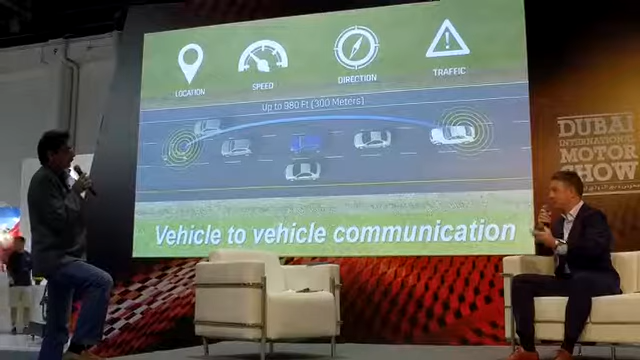 LOCATION
SPEED
DIRECTION
TRAFFIC
Up to 980 Ft (300 Meters)
Vehicle to vehicle communication
DUBAI
INTERNATIONAL
MOTOR
SHOW